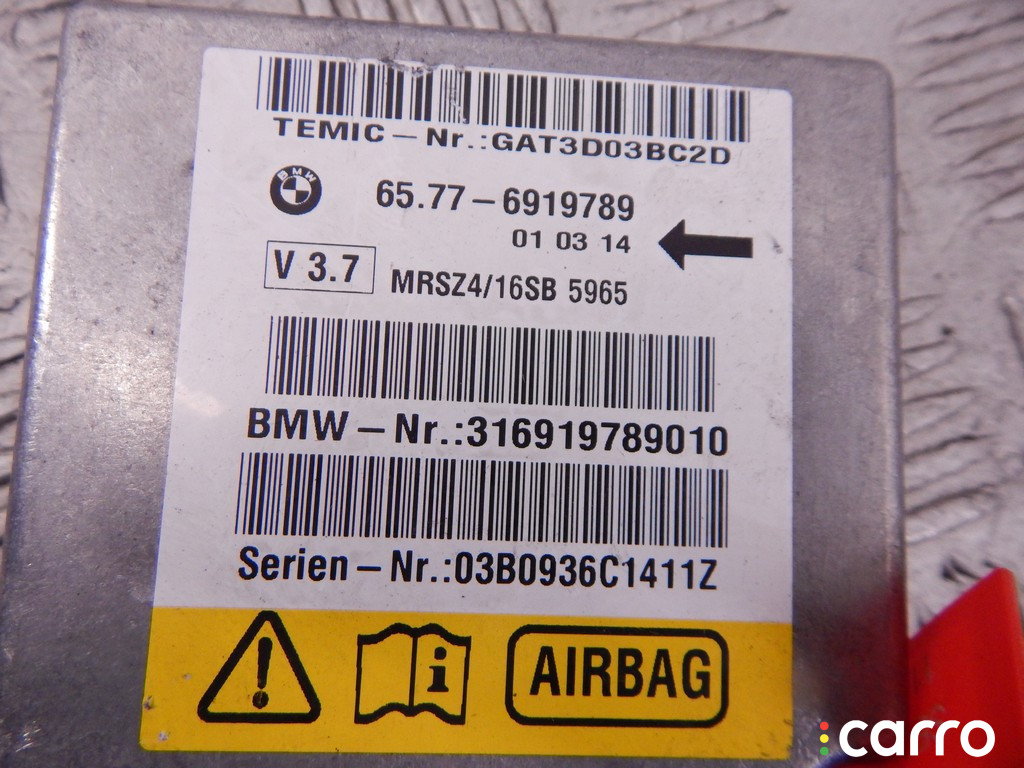 TEMIC – Nr.:GAT3D03BC2D
BMW
65.77 – 6919789
01 03 14
V 3.7
MRSZ4/16SB 5965
BMW – Nr.:316919789010
Serien – Nr.:03B0936C1411Z
i
AIRBAG
carro